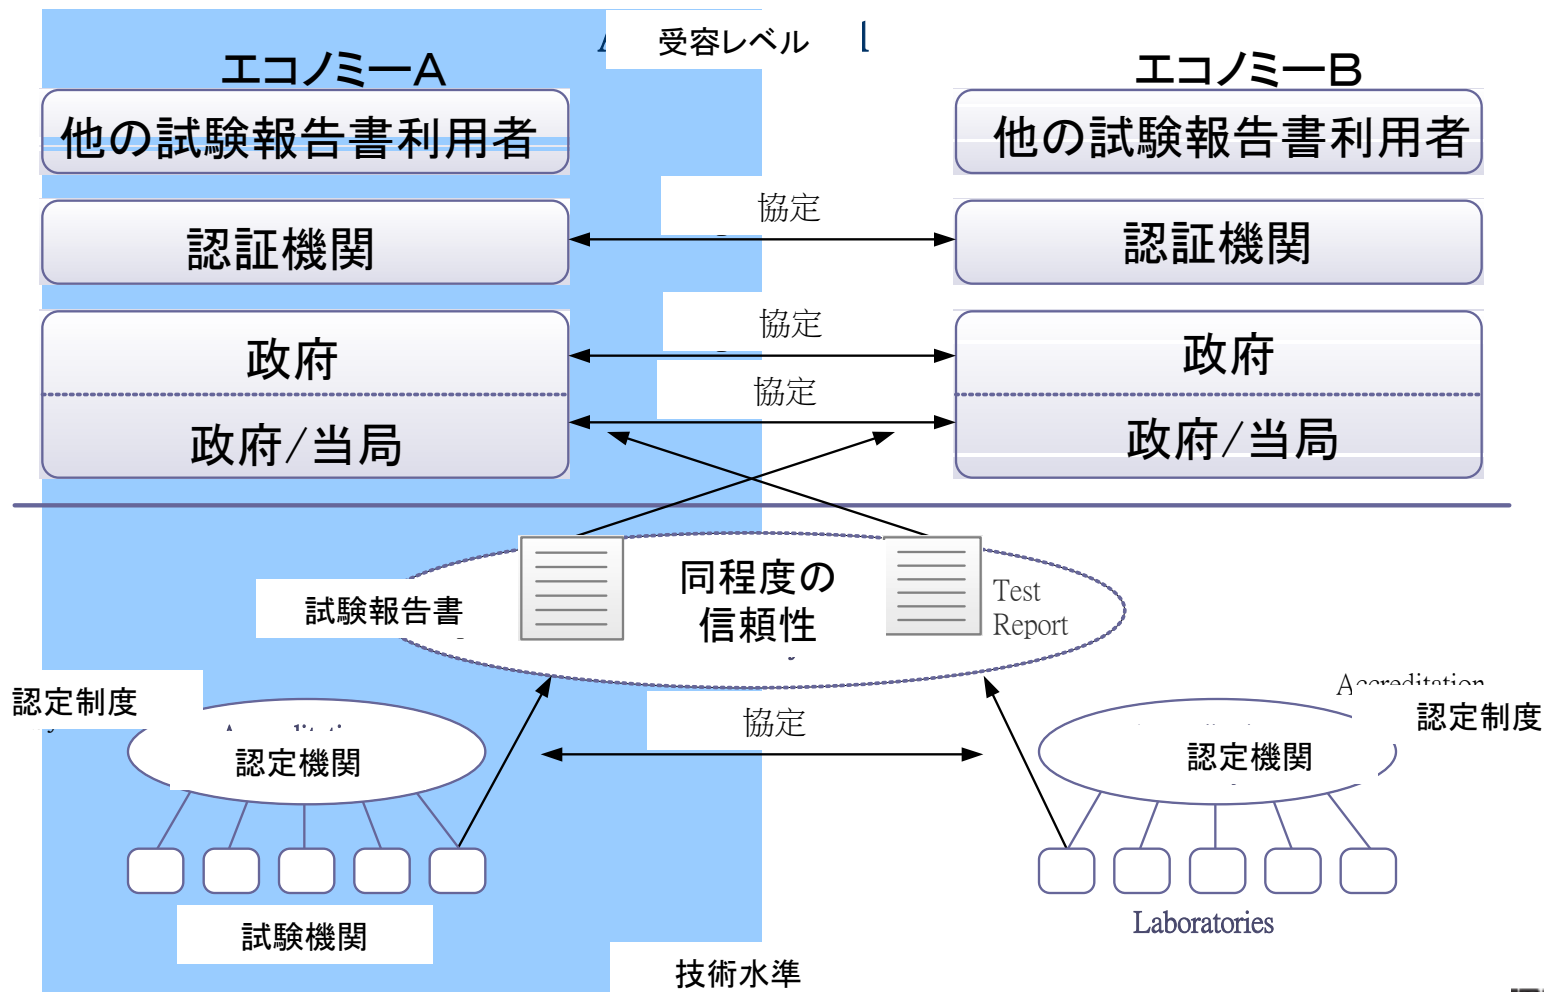 受容レベル
エコノミーA
エコノミーB
他の試験報告書利用者
他の試験報告書利用者
協定
認証機関
認証機関
協定
政府
政府
協定
政府/当局
政府/当局
同程度の
信頼性
試験報告書
Test
Report
認定制度
協定
認定制度
認定機関
認定機関
試験機関
Laboratories
技術水準